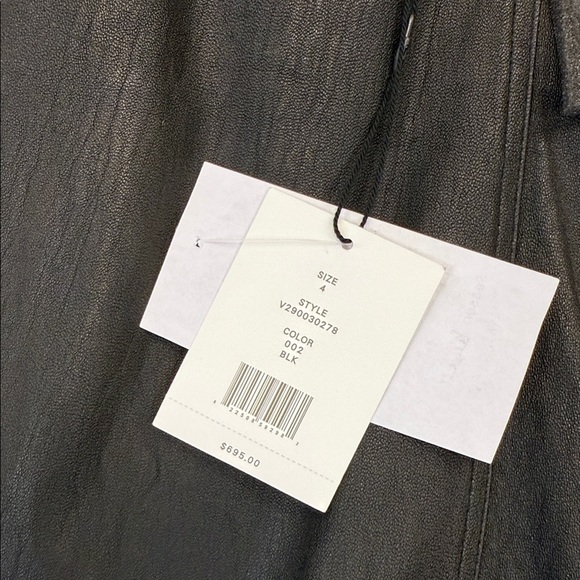 SIZE
4
STYLE
V290030278
COLOR
002
BLK
$695.00